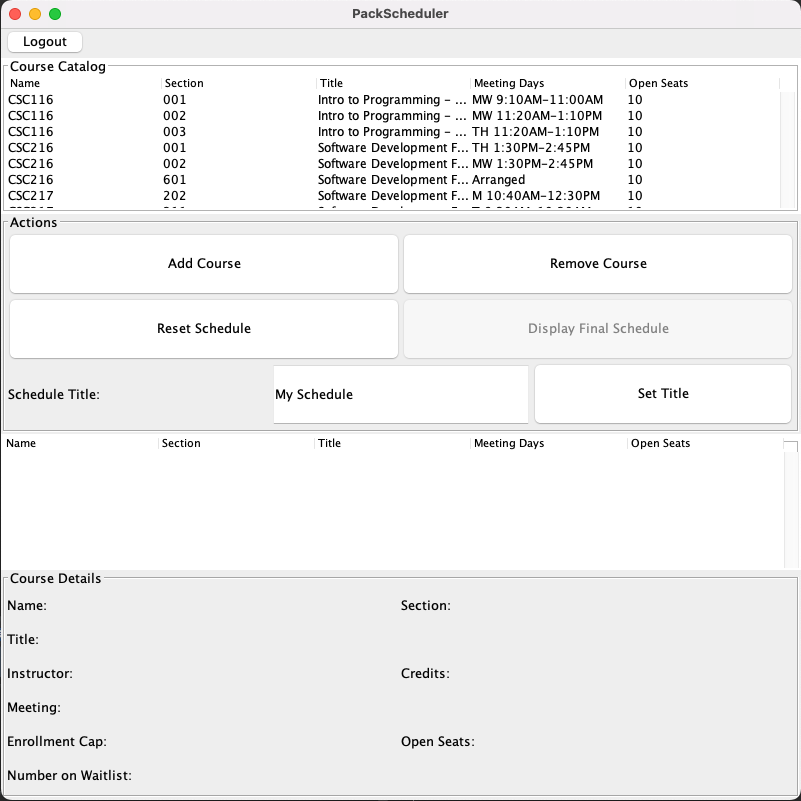 PackScheduler
Logout
Course Catalog
Name Section Title Meeting Days Open Seats
CSC116 001 Intro to Programming - ... MW 9:10AM-11:00AM 10
CSC116 002 Intro to Programming - ... MW 11:20AM-1:10PM 10
CSC116 003 Intro to Programming - ... TH 11:20AM-1:10PM 10
CSC216 001 Software Development F... TH 1:30PM-2:45PM 10
CSC216 002 Software Development F... MW 1:30PM-2:45PM 10
CSC216 601 Software Development F... Arranged 10
CSC217 202 Software Development F... M 10:40AM-12:30PM 10
Actions
Add Course Remove Course
Reset Schedule Display Final Schedule
Schedule Title: My Schedule Set Title
Name Section Title Meeting Days Open Seats
Course Details
Name: Section:
Title:
Instructor: Credits:
Meeting:
Enrollment Cap: Open Seats:
Number on Waitlist: